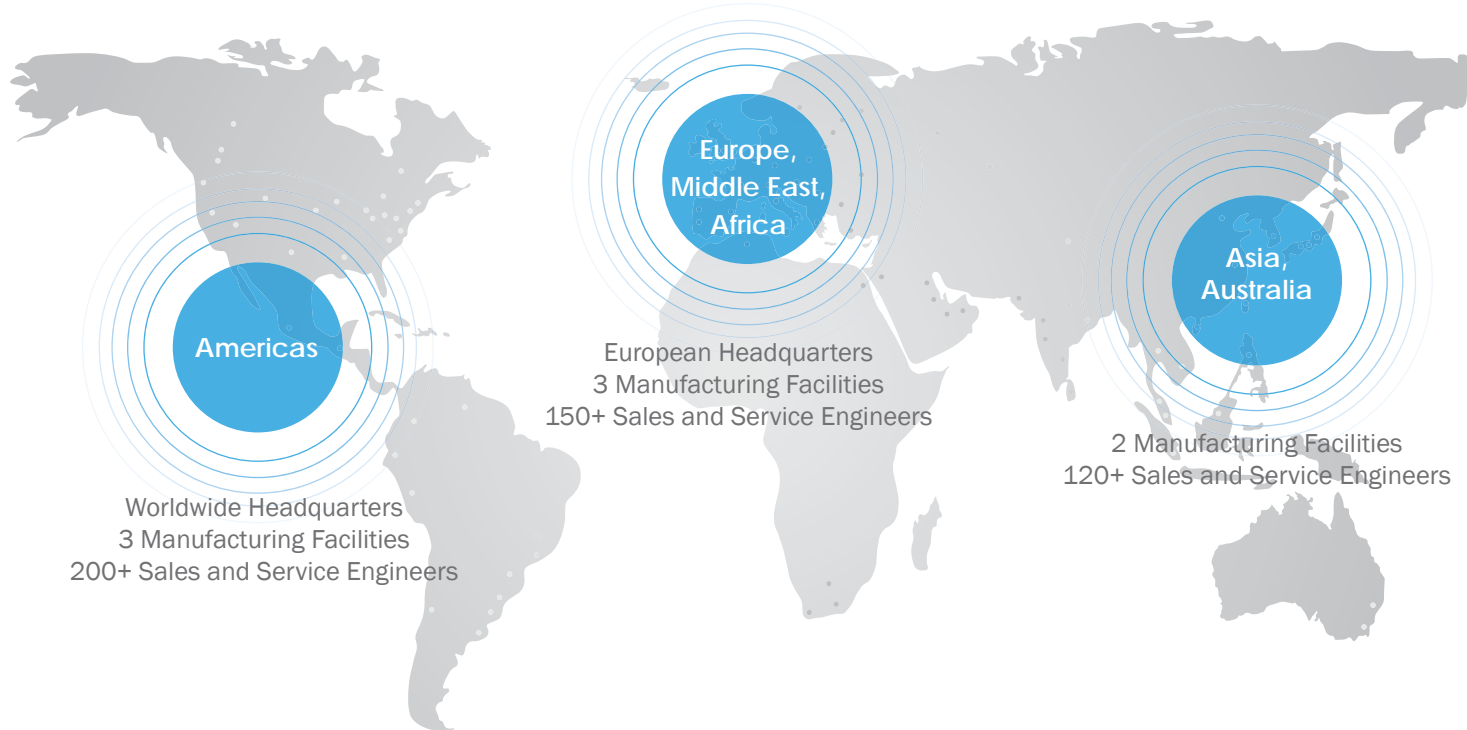 Americas
Worldwide Headquarters
3 Manufacturing Facilities
200+ Sales and Service Engineers
Europe,
Middle East,
Africa
European Headquarters
3 Manufacturing Facilities
150+ Sales and Service Engineers
Asia,
Australia
2 Manufacturing Facilities
120+ Sales and Service Engineers